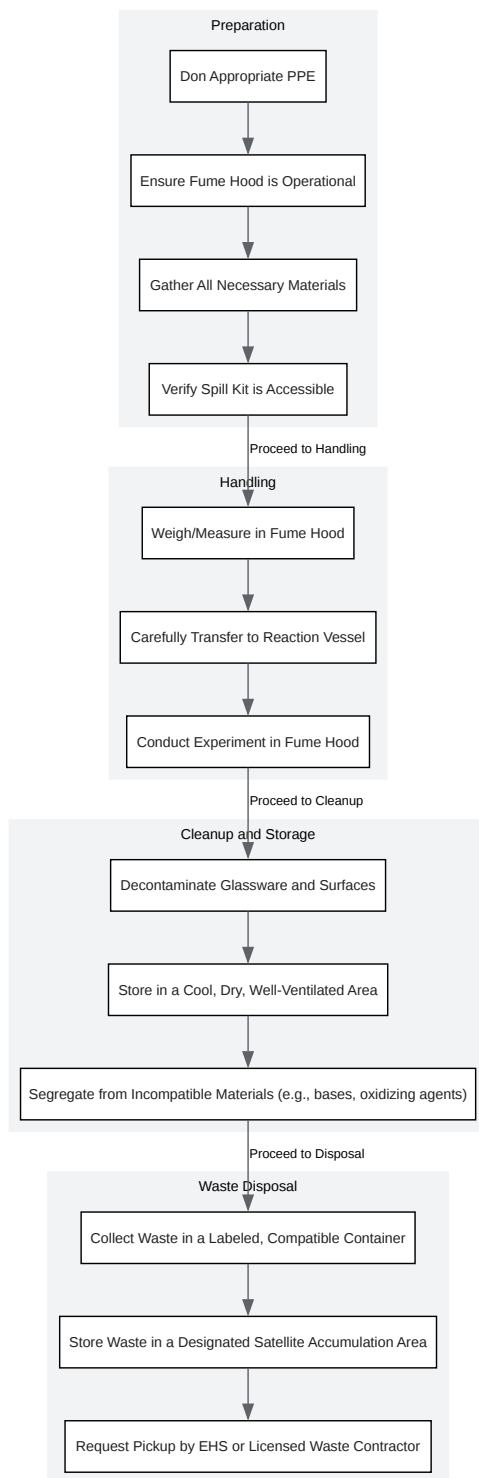 Preparation
Don Appropriate PPE
Ensure Fume Hood is Operational
Gather All Necessary Materials
Verify Spill Kit is Accessible
Proceed to Handling
Handling
Weigh/Measure in Fume Hood
Carefully Transfer to Reaction Vessel
Conduct Experiment in Fume Hood
Proceed to Cleanup
Cleanup and Storage
Decontaminate Glassware and Surfaces
Store in a Cool, Dry, Well-Ventilated Area
Segregate from Incompatible Materials (e.g., bases, oxidizing agents)
Proceed to Disposal
Waste Disposal
Collect Waste in a Labeled, Compatible Container
Store Waste in a Designated Satellite Accumulation Area
Request Pickup by EHS or Licensed Waste Contractor